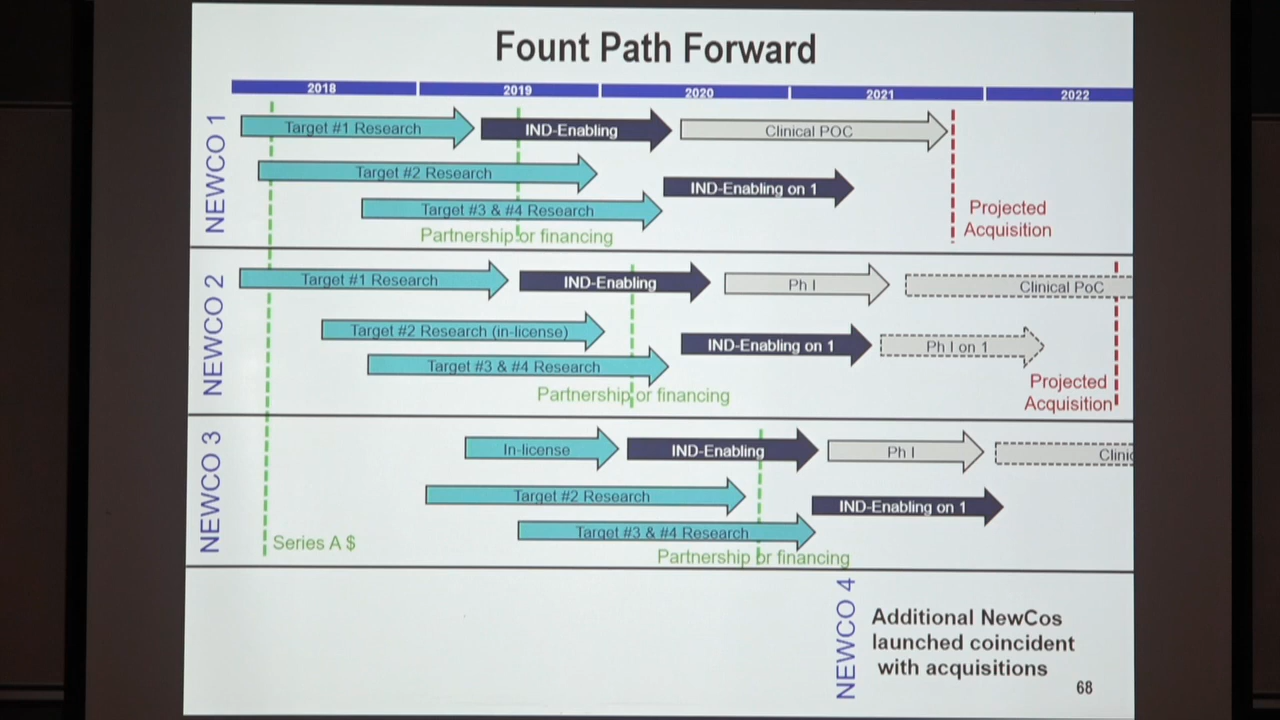 Fount Path Forward
2018 2019 2020 2021 2022
NEWCO 1
Target #1 Research
IND-Enabling
Clinical POC
Target #2 Research
IND-Enabling on 1
Target #3 & #4 Research
Partnership or financing
Projected
Acquisition
NEWCO 2
Target #1 Research
IND-Enabling
Ph I
Clinical PoC
Target #2 Research (in-license)
IND-Enabling on 1
Ph I on 1
Target #3 & #4 Research
Partnership or financing
Projected
Acquisition
NEWCO 3
In-license
IND-Enabling
Ph I
Clinic
Target #2 Research
IND-Enabling on 1
Target #3 & #4 Research
Series A $
Partnership or financing
NEWCO 4
Additional NewCos
launched coincident
with acquisitions
68